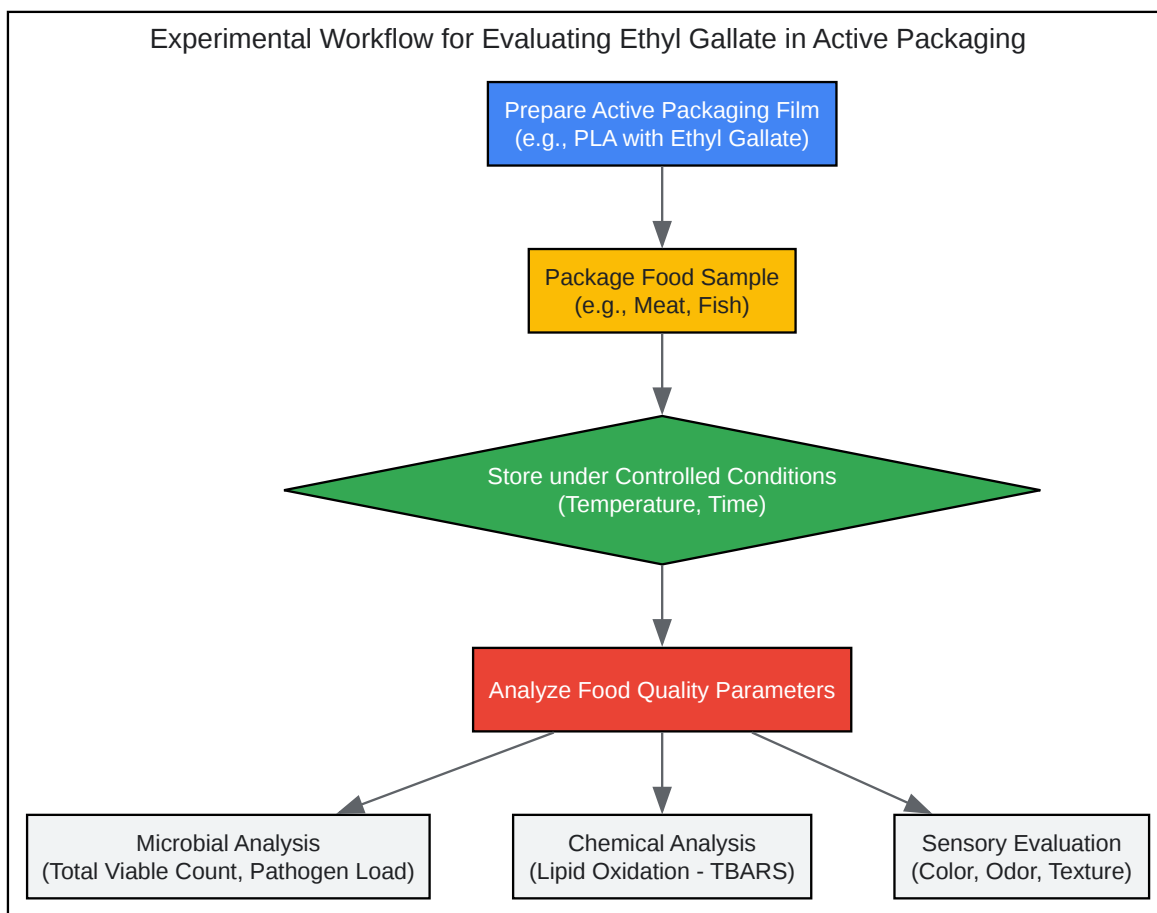 Experimental Workflow for Evaluating Ethyl Gallate in Active Packaging
Prepare Active Packaging Film
(e.g., PLA with Ethyl Gallate)
Package Food Sample
(e.g., Meat, Fish)
Store under Controlled Conditions
(Temperature, Time)
Analyze Food Quality Parameters
Microbial Analysis
(Total Viable Count, Pathogen Load)
Chemical Analysis
(Lipid Oxidation - TBARS)
Sensory Evaluation
(Color, Odor, Texture)